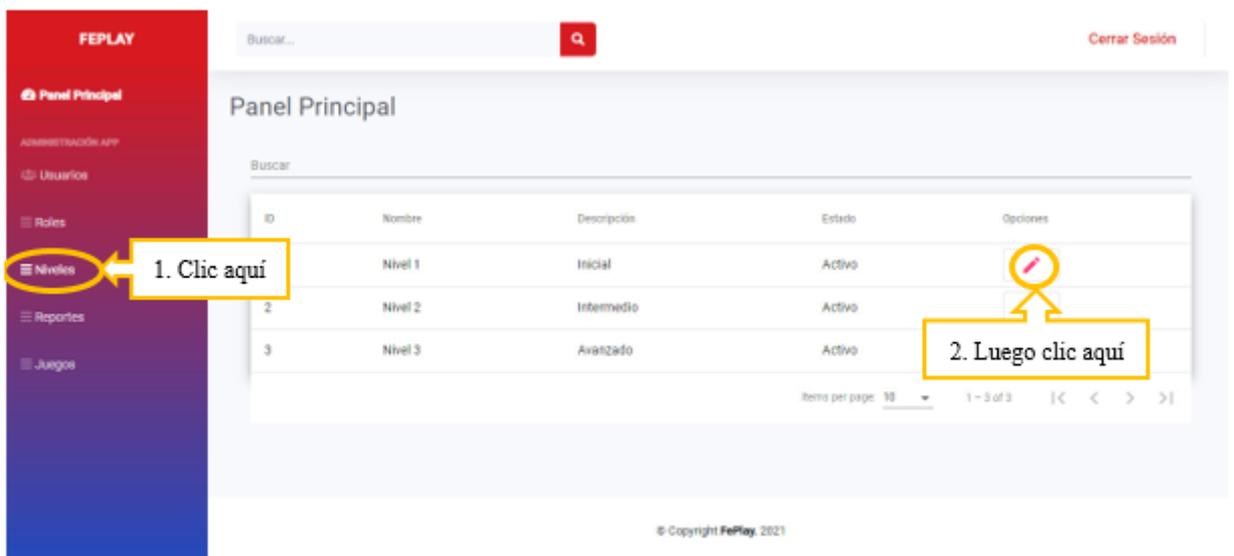 FEPLAY
Buscar...
Cerrar Sesión
Panel Principal
Panel Principal
ADMINISTRACIÓN APP
Buscar
Usuarios
ID Nombre Descripción Estado Opciones
Roles
Niveles
1. Clic aquí
Nivel 1 Inicial Activo
2 Nivel 2 Intermedio Activo
Reportes
2. Luego clic aquí
3 Nivel 3 Avanzado Activo
Juegos
Items per page: 10 1 – 3 of 3
© Copyright FePlay, 2021